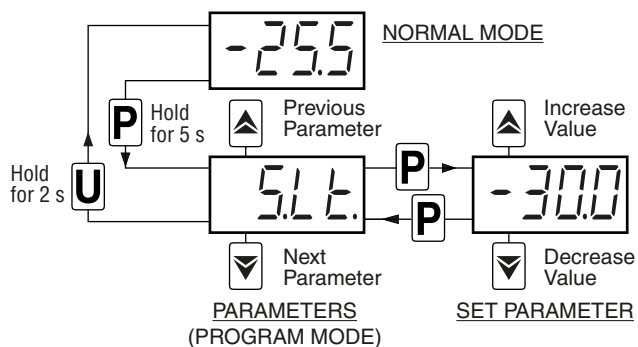 -25.5
NORMAL MODE
P
Hold
for 5 s
Previous
Parameter
Increase
Value
Hold
for 2 s
U
S.Lt.
P
P
-30.0
Next
Parameter
Decrease
Value
PARAMETERS
(PROGRAM MODE)
SET PARAMETER